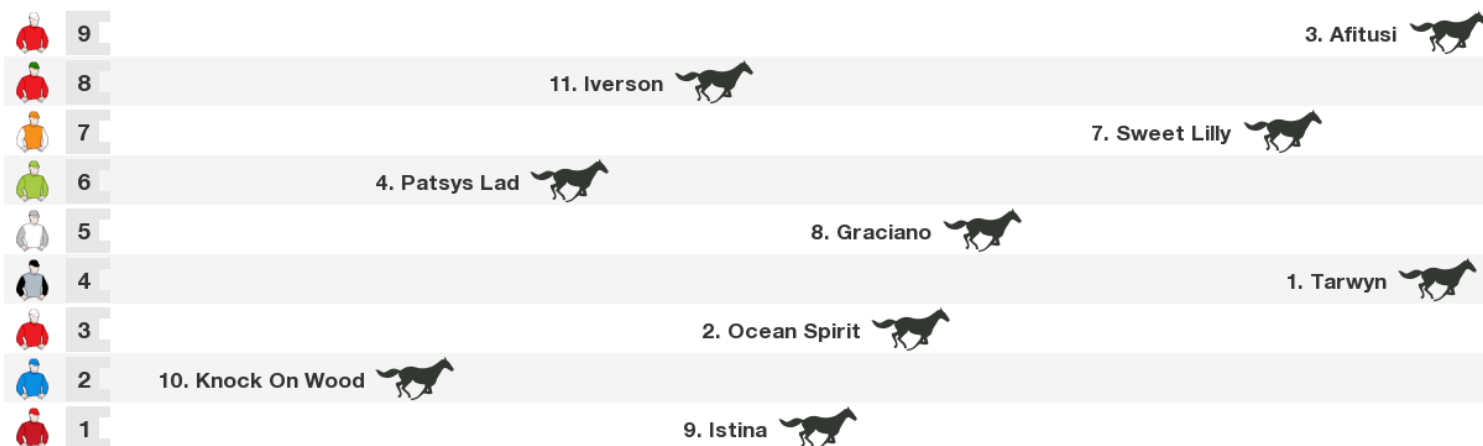 9 3. Afitusi
8 11. Iverson
7 7. Sweet Lilly
6 4. Patsys Lad
5 8. Graciano
4 1. Tarwyn
3 2. Ocean Spirit
2 10. Knock On Wood
1 9. Istina